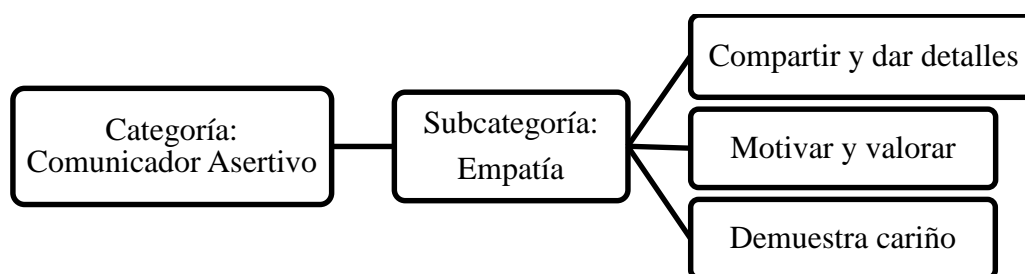 Categoría:
Comunicador Asertivo
Subcategoría:
Empatía
Compartir y dar detalles
Motivar y valorar
Demuestra cariño